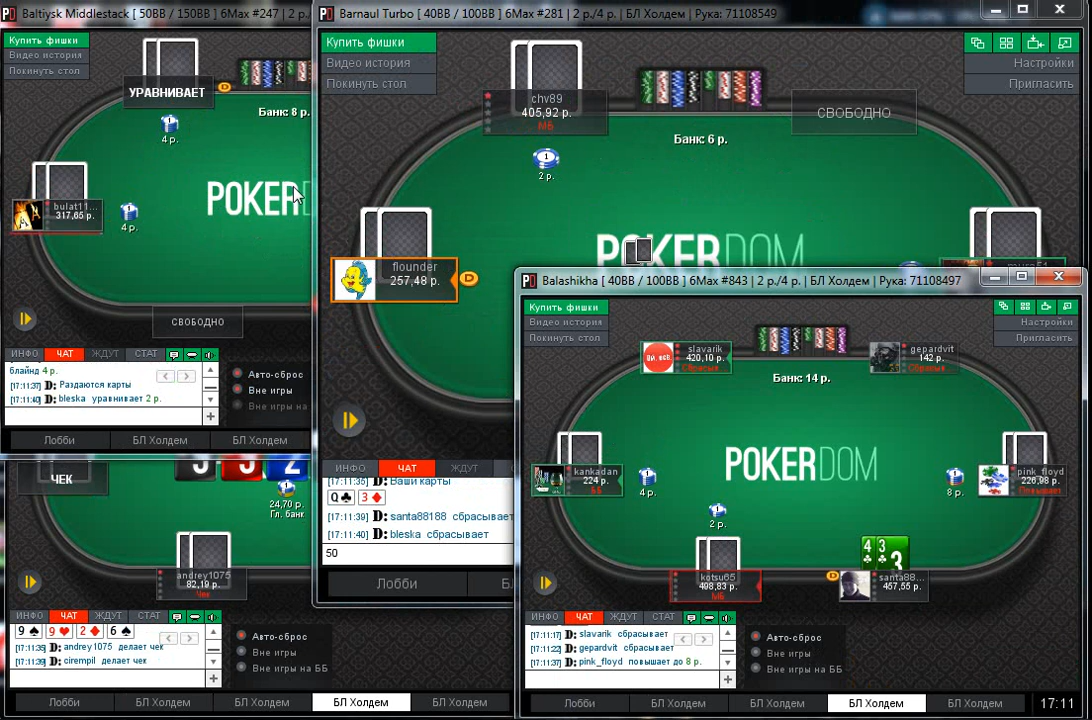 Baltiysk Middlestack [ 50BB / 150BB ] 6Max #247 | 2 р.
Купить фишки
Видео история
Покинуть стол
УРАВНИВАЕТ
D
Банк: 8 р.
4 р.
bulat11...
317,65 р.
4 р.
POKER
СВОБОДНО
ИНФО
ЧАТ
ЖДУТ
СТАТ
блайнд 4 р.
[17:11:37] D: Раздаются карты
[17:11:40] D: bleska уравнивает 2 р.
Авто-сброс
Вне игры
Вне игры на
Лобби
БЛ Холдем
БЛ Холдем
Barnaul Turbo [ 40BB / 100BB ] 6Max #281 | 2 р./4 р. | БЛ Холдем | Рука: 71108549
Купить фишки
Видео история
Покинуть стол
Настройки
Пригласить
chv89
405,92 р.
МБ
СВОБОДНО
Банк: 6 р.
2 р.
POKERDOM
flounder
257,48 р.
D
ИНФО
ЧАТ
ЖДУТ
[17:11:35] D: Ваши карты
Q♣ 3♦
[17:11:39] D: santa88188 сбрасывает
[17:11:40] D: bleska сбрасывает
50
Лобби
ЧЕК
24,70 р.
Гл. банк
andrey1075
82,19 р.
Чек
ИНФО
ЧАТ
ЖДУТ
СТАТ
9♠ 9♥ 2♦ 6♠
[17:11:35] D: andrey1075 делает чек
[17:11:39] D: cirempil делает чек
Авто-сброс
Вне игры
Вне игры на ББ
Лобби
БЛ Холдем
БЛ Холдем
БЛ Холдем
БЛ Холдем
Balashikha [ 40BB / 100BB ] 6Max #843 | 2 р./4 р. | БЛ Холдем | Рука: 71108497
Купить фишки
Видео история
Покинуть стол
Настройки
Пригласить
slavarik
420,10 р.
Сбрасыв
gepardvit
142 р.
Сбрасыв
Банк: 14 р.
POKERDOM
kankadan
224 р.
ББ
4 р.
8 р.
pink_floyd
226,98 р.
Повышает
2 р.
4 3 3
kotsu65
498,83 р.
МБ
D
santa88...
457,55 р.
ИНФО
ЧАТ
ЖДУТ
СТАТ
[17:11:17] D: slavarik сбрасывает
[17:11:22] D: gepardvit сбрасывает
[17:11:37] D: pink_floyd повышает до 8 р.
Авто-сброс
Вне игры
Вне игры на ББ
Лобби
БЛ Холдем
БЛ Холдем
БЛ Холдем
БЛ Холдем
17:11